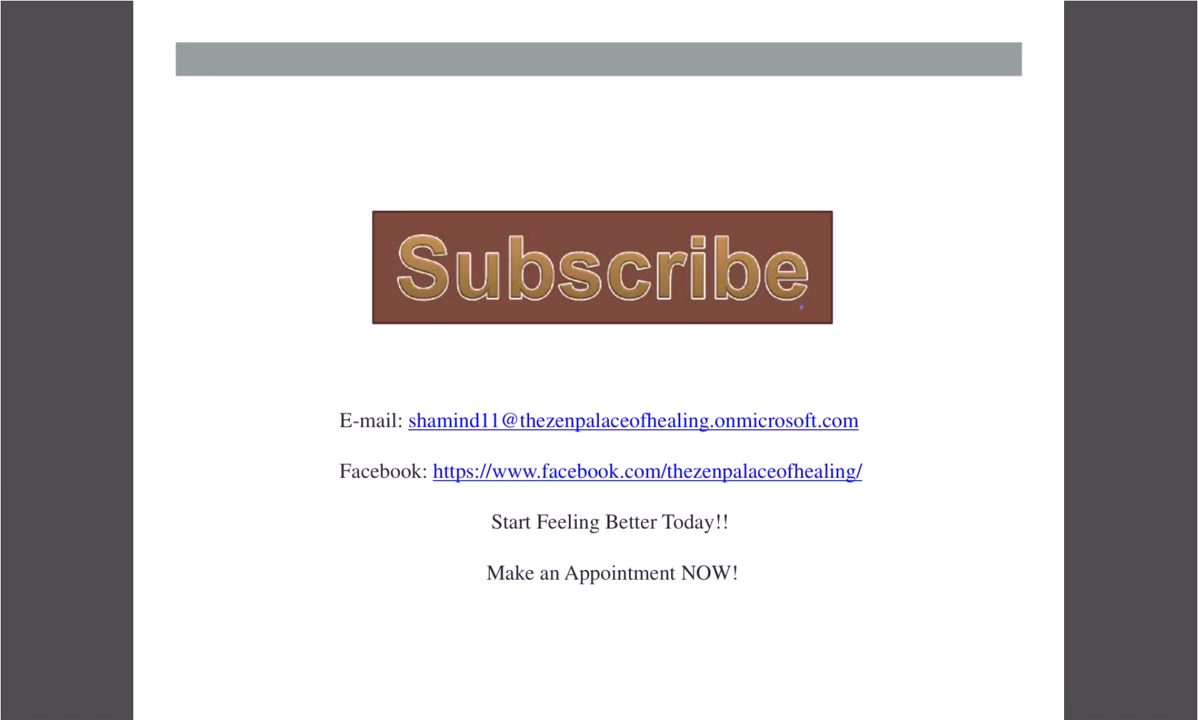 Subscribe
E-mail: shamind11@thezenpalaceofhealing.onmicrosoft.com
Facebook: https://www.facebook.com/thezenpalaceofhealing/
Start Feeling Better Today!!
Make an Appointment NOW!